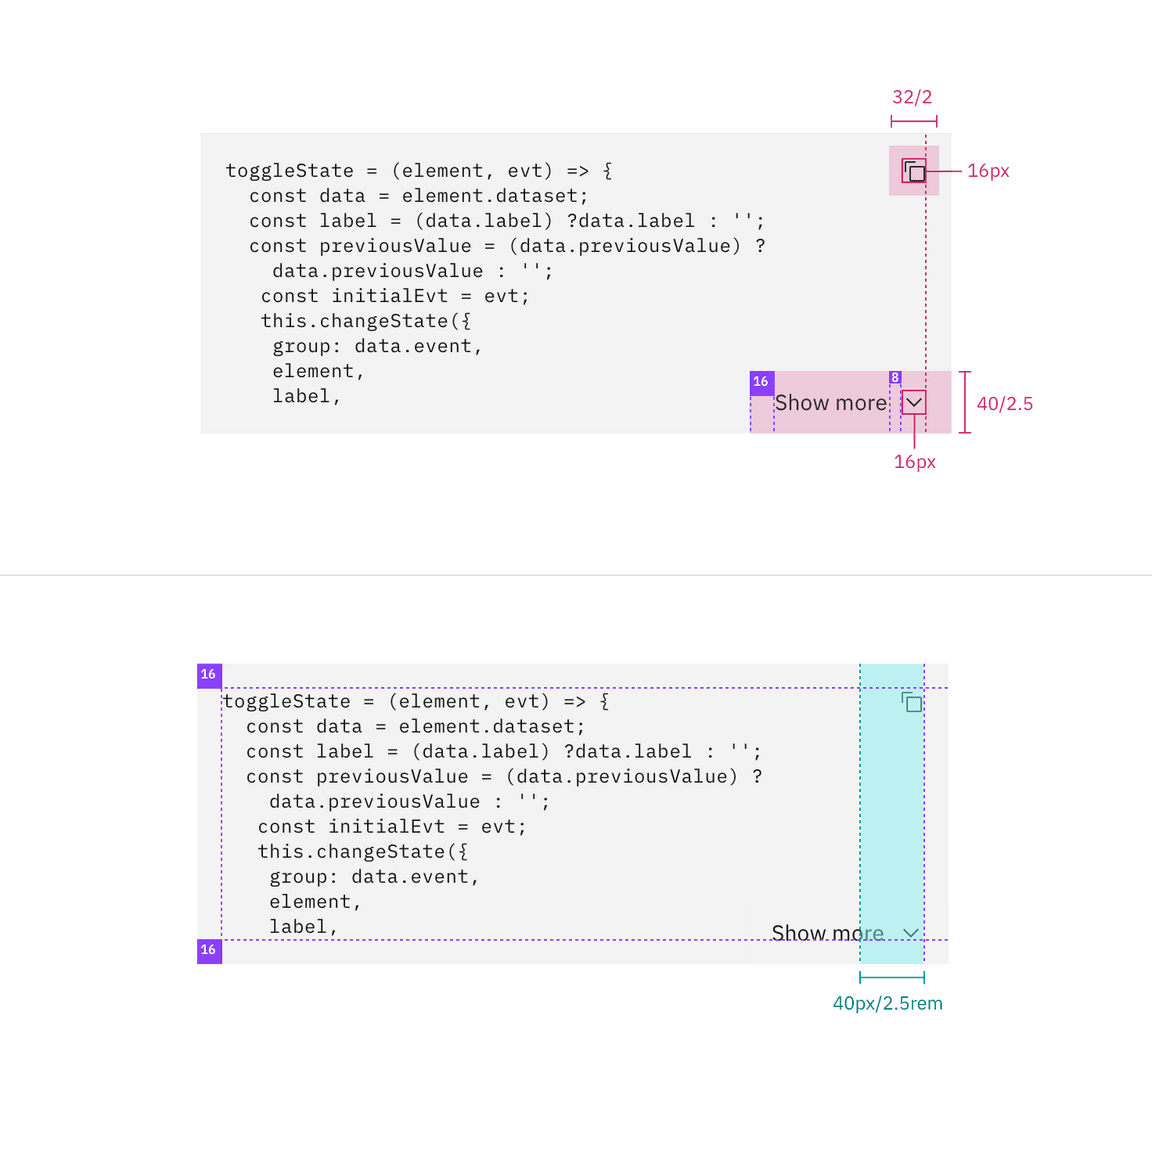 32/2
toggleState = (element, evt) => {
const data = element.dataset;
const label = (data.label) ?data.label : '';
const previousValue = (data.previousValue) ?
data.previousValue : '';
const initialEvt = evt;
this.changeState({
group: data.event,
element,
label,
16px
16
8
Show more
40/2.5
16px
16
toggleState = (element, evt) => {
const data = element.dataset;
const label = (data.label) ?data.label : '';
const previousValue = (data.previousValue) ?
data.previousValue : '';
const initialEvt = evt;
this.changeState({
group: data.event,
element,
label,
Show more
16
40px/2.5rem